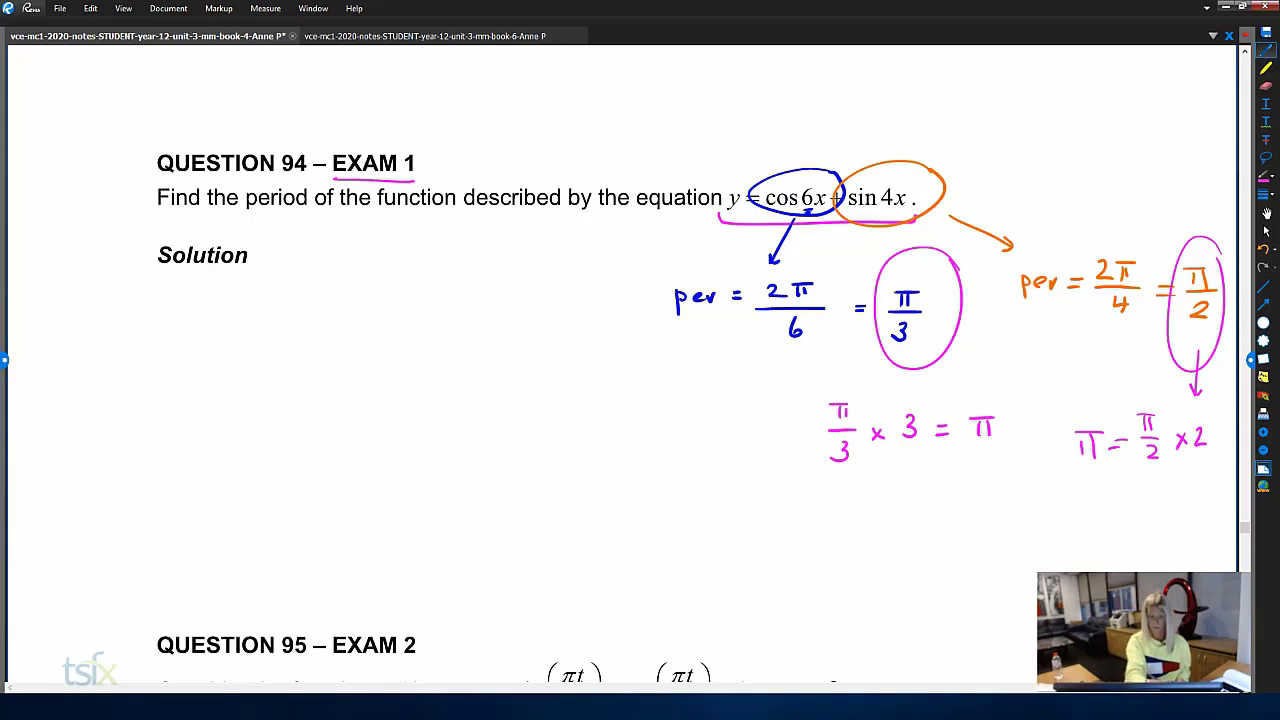 File Edit View Document Markup Measure Window Help
vce-mc1-2020-notes-STUDENT-year-12-unit-3-mm-book-4-Anne P* vce-mc1-2020-notes-STUDENT-year-12-unit-3-mm-book-6-Anne P
QUESTION 94 – EXAM 1
Find the period of the function described by the equation y = cos 6x + sin 4x .
Solution
per = 2π/6 = π/3
per = 2π/4 = π/2
π/3 × 3 = π
π = π/2 × 2
QUESTION 95 – EXAM 2
(πt) (πt)
tsfx